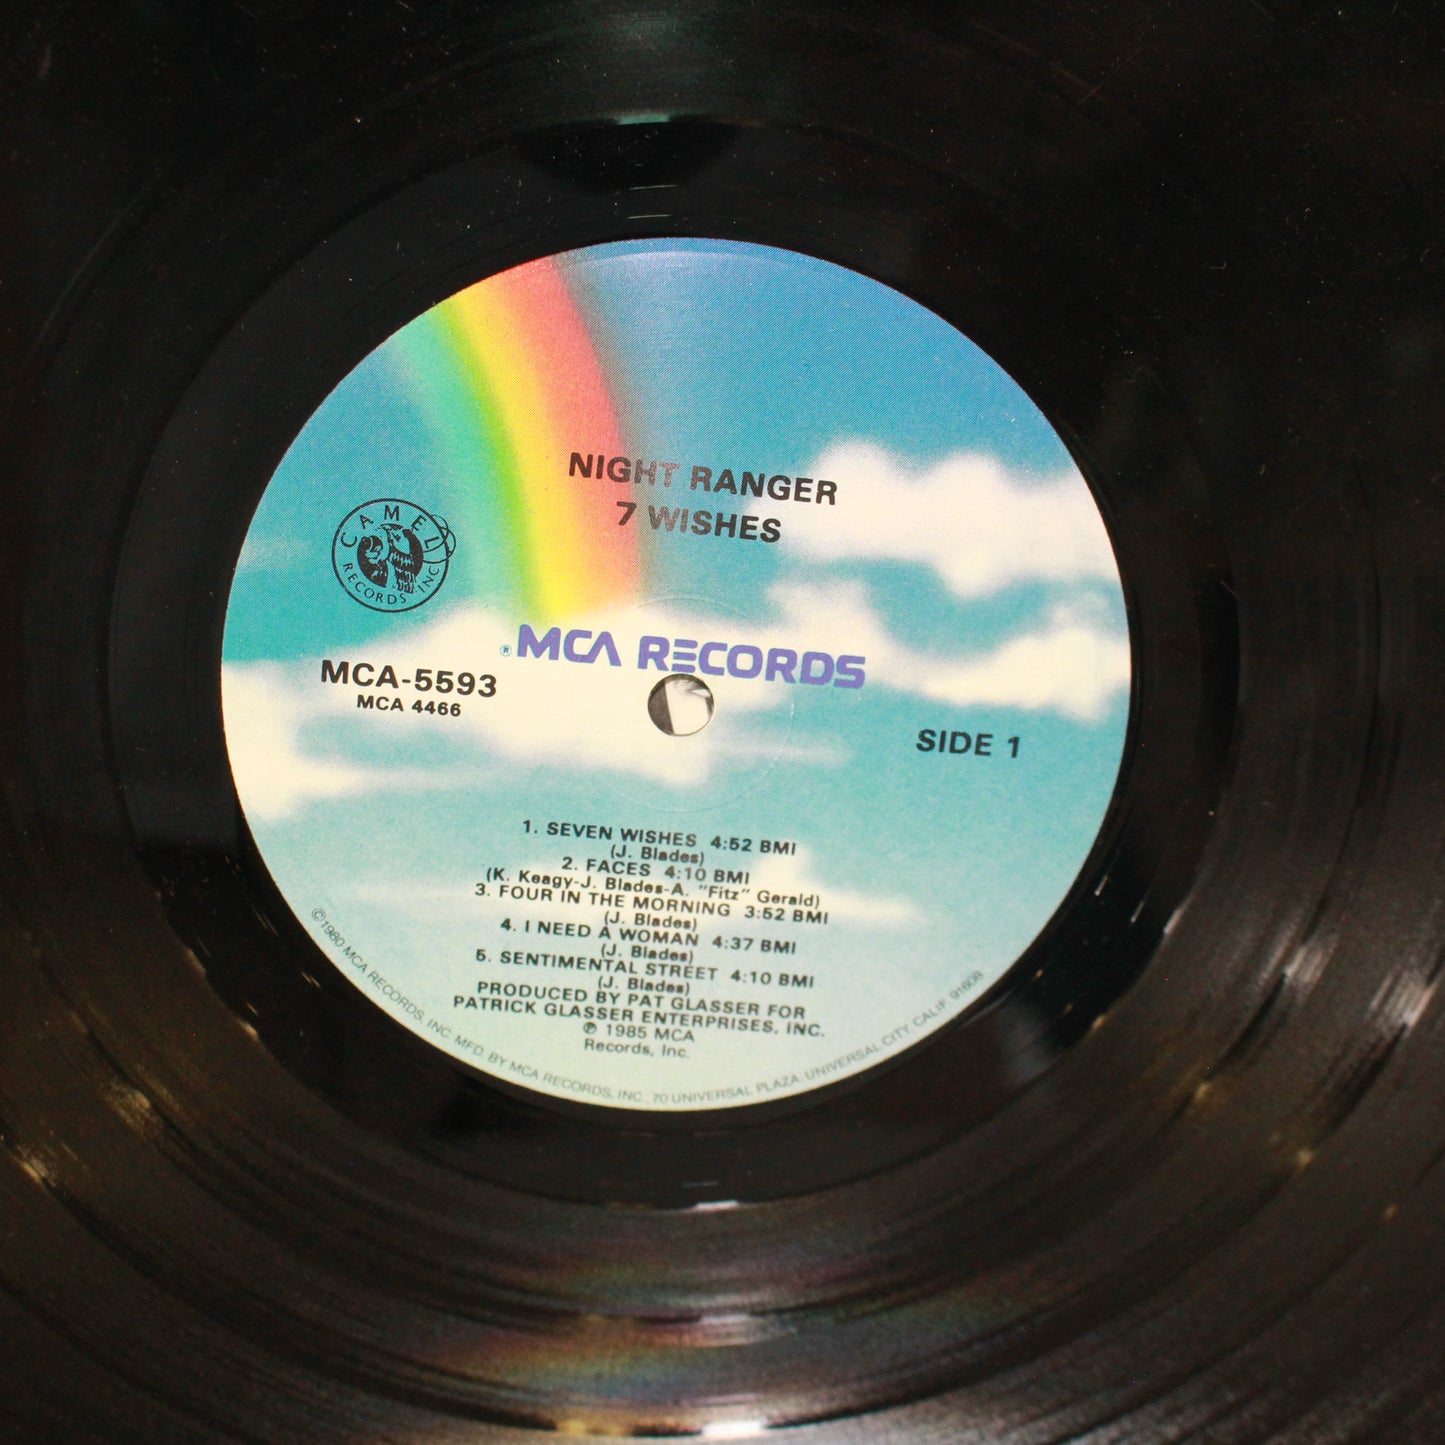 NIGHT RANGER
7 WISHES
CAMEL
RECORDS INC
® MCA RECORDS
MCA-5593
MCA 4466
SIDE 1
1. SEVEN WISHES 4:52 BMI
(J. Blades)
2. FACES 4:10 BMI
(K. Keagy-J. Blades-A. "Fitz" Gerald)
3. FOUR IN THE MORNING 3:52 BMI
(J. Blades)
4. I NEED A WOMAN 4:37 BMI
(J. Blades)
5. SENTIMENTAL STREET 4:10 BMI
(J. Blades)
PRODUCED BY PAT GLASSER FOR
PATRICK GLASSER ENTERPRISES, INC.
℗ 1985 MCA
Records, Inc.
©1980 MCA RECORDS, INC. MFD. BY MCA RECORDS, INC., 70 UNIVERSAL PLAZA, UNIVERSAL CITY, CALIF. 91608